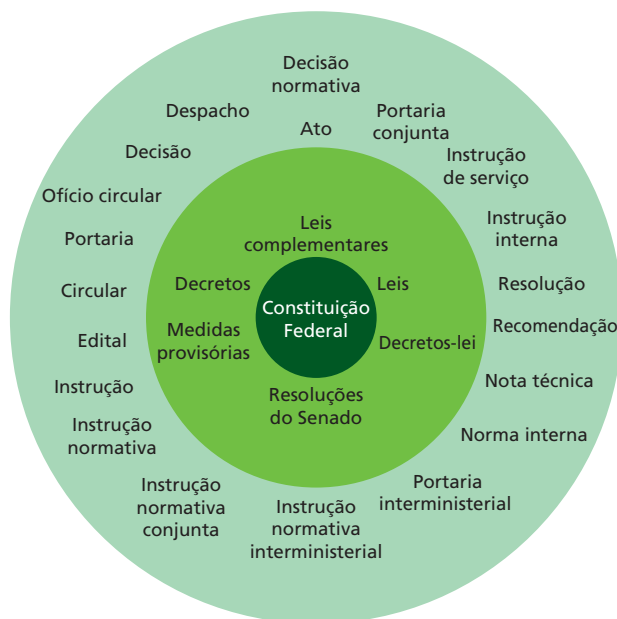 Decisão
normativa
Despacho
Ato
Portaria
conjunta
Decisão
Instrução
de serviço
Ofício circular
Instrução
interna
Portaria
Leis
complementares
Circular
Decretos
Leis
Resolução
Constituição
Federal
Edital
Medidas
provisórias
Decretos-lei
Recomendação
Instrução
Resoluções
do Senado
Nota técnica
Instrução
normativa
Norma interna
Instrução
normativa
conjunta
Instrução
normativa
interministerial
Portaria
interministerial